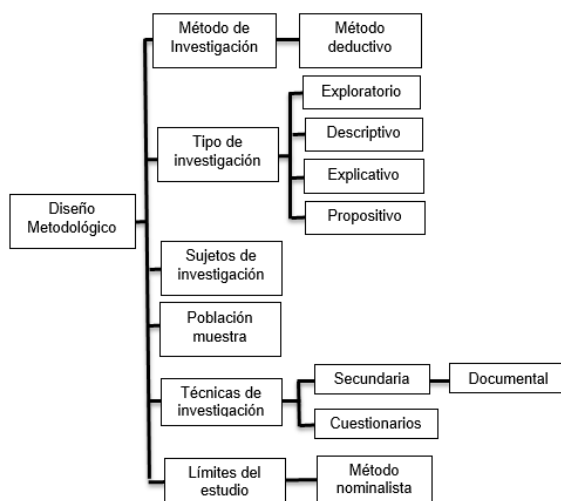 Método de
Investigación
Método
deductivo
Exploratorio
Descriptivo
Tipo de
investigación
Explicativo
Propositivo
Diseño
Metodológico
Sujetos de
investigación
Población
muestra
Técnicas de
investigación
Secundaria
Documental
Cuestionarios
Límites del
estudio
Método
nominalista